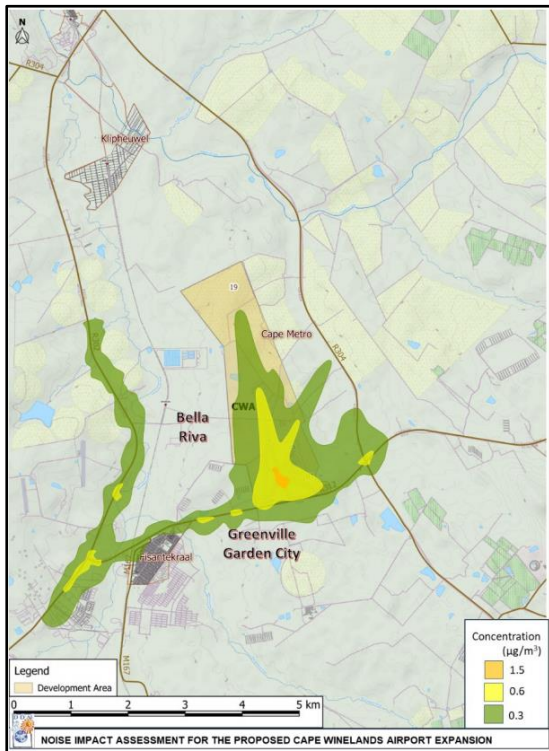 N
R304
Klipheuwel
19
Cape Metro
R304
R302
CWA
Bella
Riva
Greenville
Garden City
M167
Concentration
(µg/m³)
1.5
0.6
0.3
Legend
Development Area
0 1 2 3 4 5 km
NOISE IMPACT ASSESSMENT FOR THE PROPOSED CAPE WINELANDS AIRPORT EXPANSION